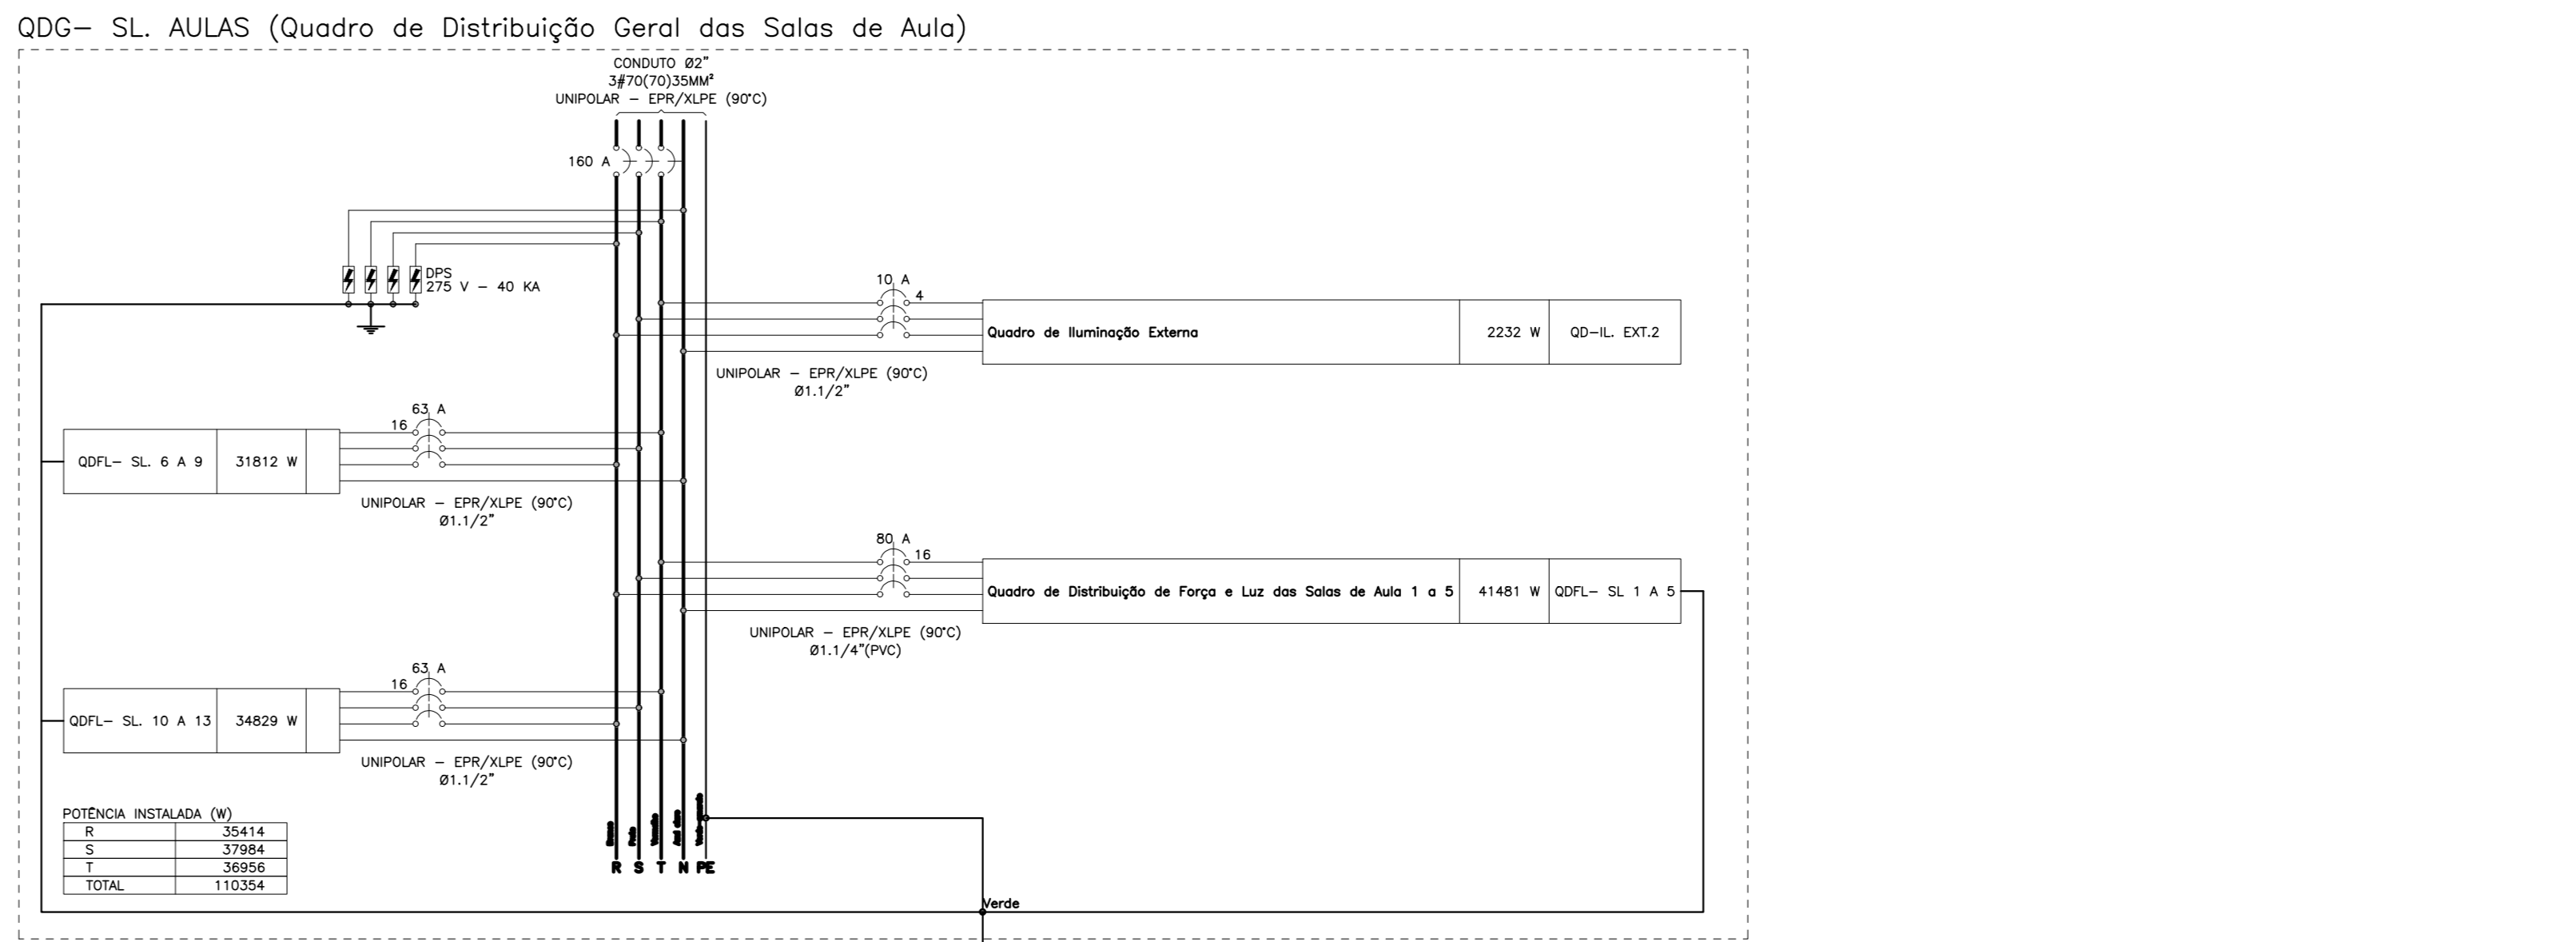 QDG- SL. AULAS (Quadro de Distribuição Geral das Salas de Aula)
CONDUTO Ø2"
3#70(70)35MM²
UNIPOLAR - EPR/XLPE (90°C)
160 A
DPS
275 V - 40 KA
10 A
4
Quadro de Iluminação Externa
2232 W
QD-IL. EXT.2
UNIPOLAR - EPR/XLPE (90°C)
Ø1.1/2"
63 A
16
QDFL- SL. 6 A 9
31812 W
UNIPOLAR - EPR/XLPE (90°C)
Ø1.1/2"
80 A
16
Quadro de Distribuição de Força e Luz das Salas de Aula 1 a 5
41481 W
QDFL- SL 1 A 5
UNIPOLAR - EPR/XLPE (90°C)
Ø1.1/4"(PVC)
63 A
16
QDFL- SL. 10 A 13
34829 W
UNIPOLAR - EPR/XLPE (90°C)
Ø1.1/2"
POTÊNCIA INSTALADA (W)
R 35414
S 37984
T 36956
TOTAL 110354
Branco
Preto
Vermelho
Azul claro
R S T N PE
Verde